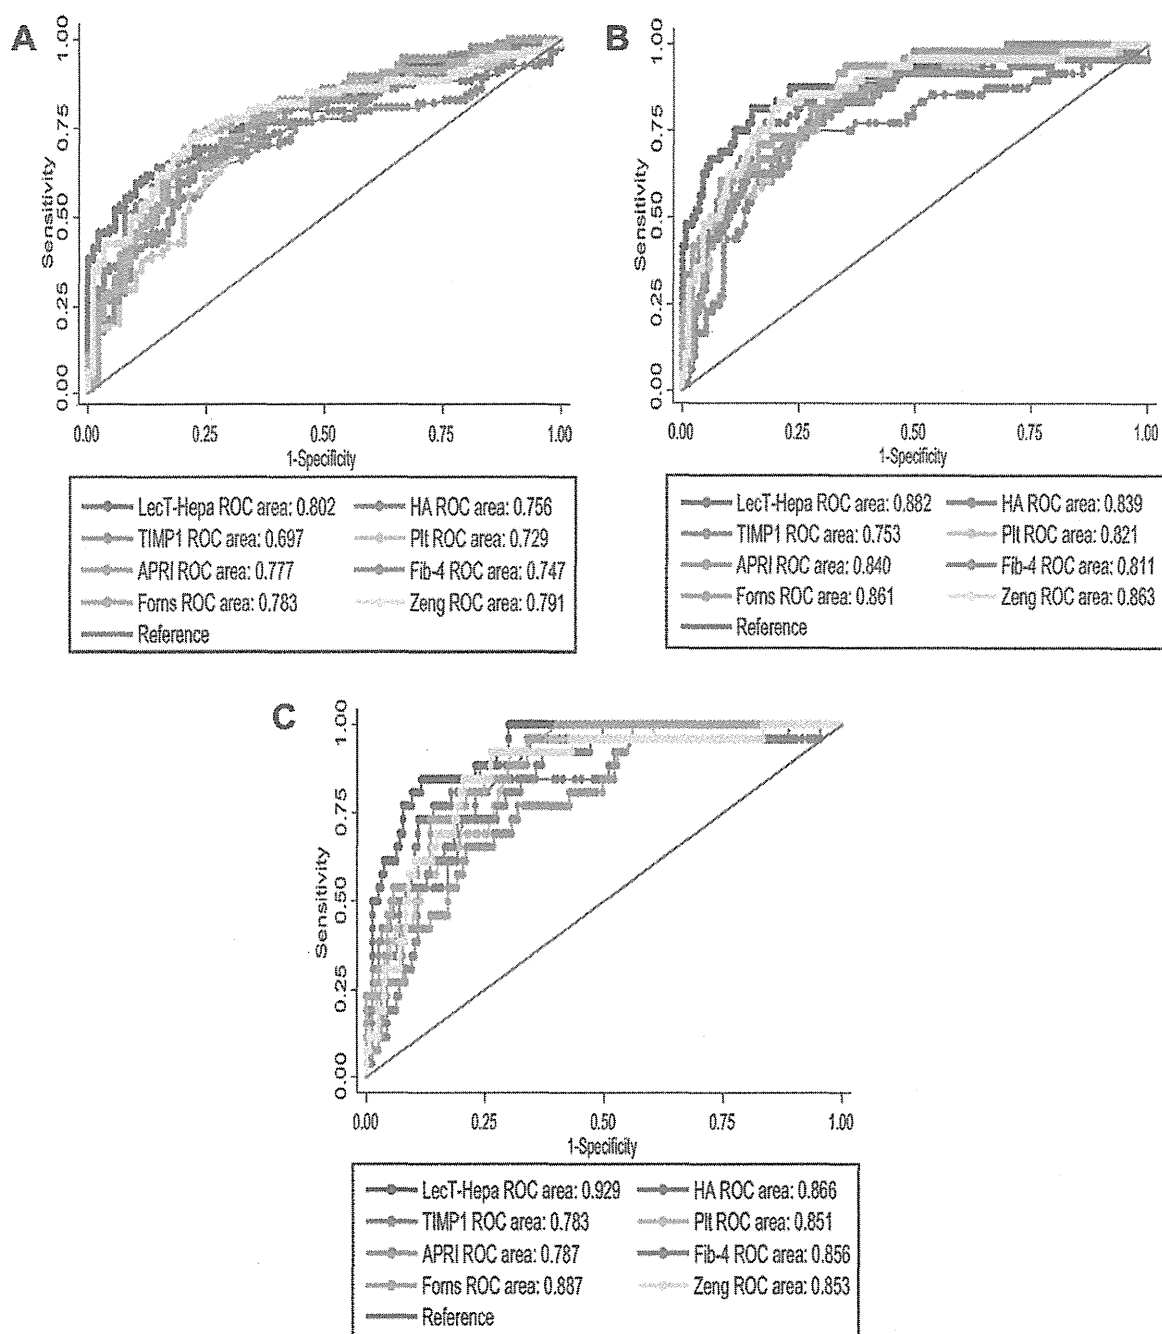 A
Sensitivity
0.00 0.25 0.50 0.75 1.00
0.00 0.25 0.50 0.75 1.00
1-Specificity
LecT-Hepa ROC area: 0.802 HA ROC area: 0.756
TIMP1 ROC area: 0.697 Plt ROC area: 0.729
APRI ROC area: 0.777 Fib-4 ROC area: 0.747
Forns ROC area: 0.783 Zeng ROC area: 0.791
Reference
B
Sensitivity
0.00 0.25 0.50 0.75 1.00
0.00 0.25 0.50 0.75 1.00
1-Specificity
LecT-Hepa ROC area: 0.882 HA ROC area: 0.839
TIMP1 ROC area: 0.753 Plt ROC area: 0.821
APRI ROC area: 0.840 Fib-4 ROC area: 0.811
Forns ROC area: 0.861 Zeng ROC area: 0.863
Reference
C
Sensitivity
0.00 0.25 0.50 0.75 1.00
0.00 0.25 0.50 0.75 1.00
1-Specificity
LecT-Hepa ROC area: 0.929 HA ROC area: 0.866
TIMP1 ROC area: 0.783 Plt ROC area: 0.851
APRI ROC area: 0.787 Fib-4 ROC area: 0.856
Forns ROC area: 0.887 Zeng ROC area: 0.853
Reference